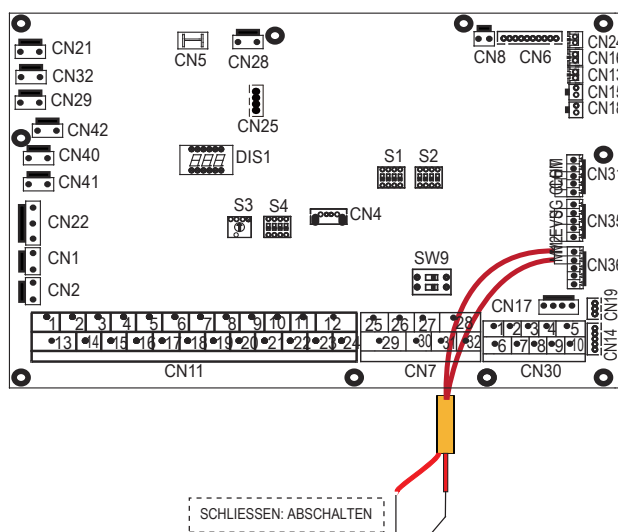 CN21
CN32
CN29
CN42
CN40
CN41
CN22
CN1
CN2
CN5
CN28
CN25
DIS1
S1 S2
S3 S4
CN4
SW9
CN8 CN6
CN24
CN16
CN13
CN15
CN18
CN31
CN35
CN36
CN17
CN19
CN14
1 2 3 4 5 6 7 8 9 10 11 12
13 14 15 16 17 18 19 20 21 22 23 24
CN11
25 26 27 28
29 30 31 32
CN7
1 2 3 4 5
6 7 8 9 10
CN30
SCHLIESSEN: ABSCHALTEN